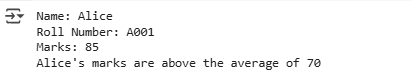 Name: Alice
Roll Number: A001
Marks: 85
Alice's marks are above the average of 70